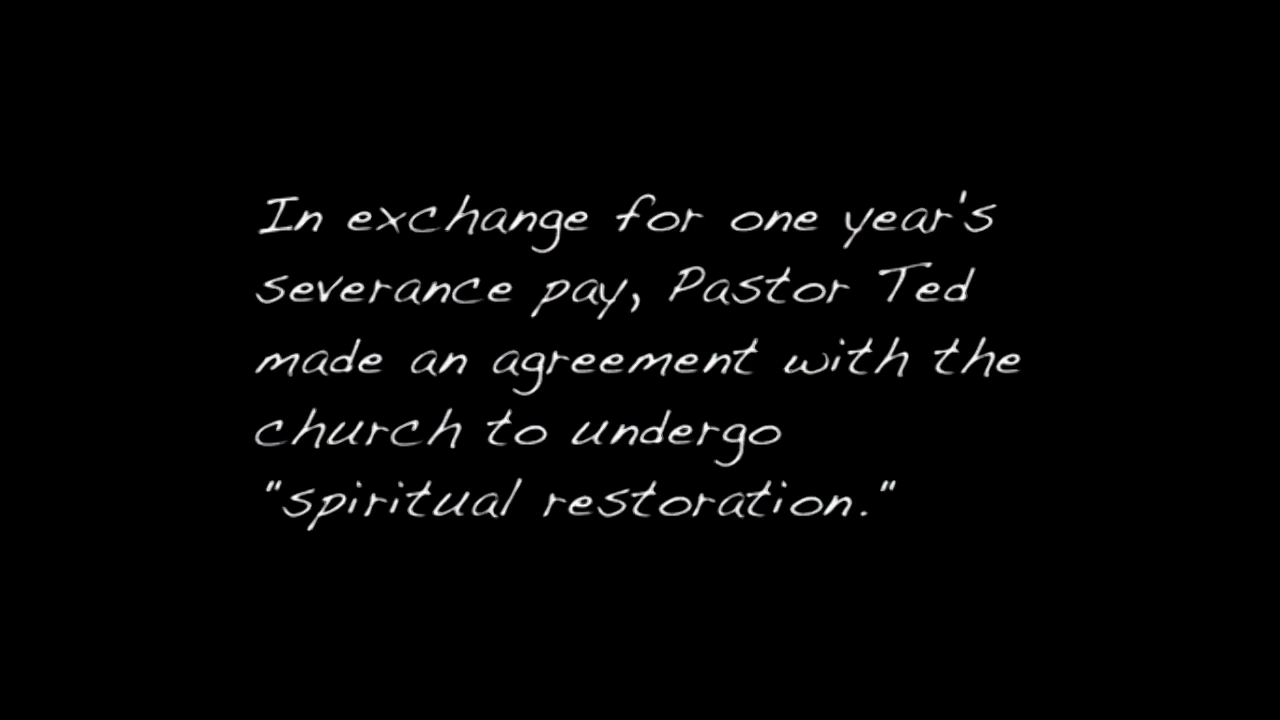 In exchange for one year's
severance pay, Pastor Ted
made an agreement with the
church to undergo
"spiritual restoration."